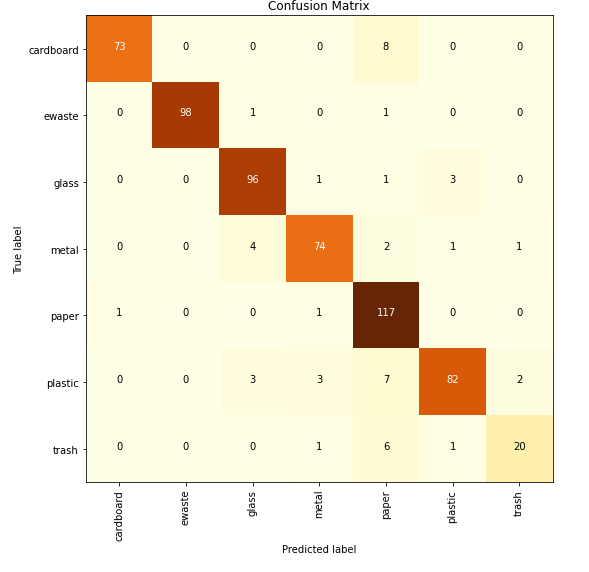 Confusion Matrix
cardboard 73 0 0 0 8 0 0
ewaste 0 98 1 0 1 0 0
glass 0 0 96 1 1 3 0
metal 0 0 4 74 2 1 1
paper 1 0 0 1 117 0 0
plastic 0 0 3 3 7 82 2
trash 0 0 0 1 6 1 20
True label
cardboard ewaste glass metal paper plastic trash
Predicted label